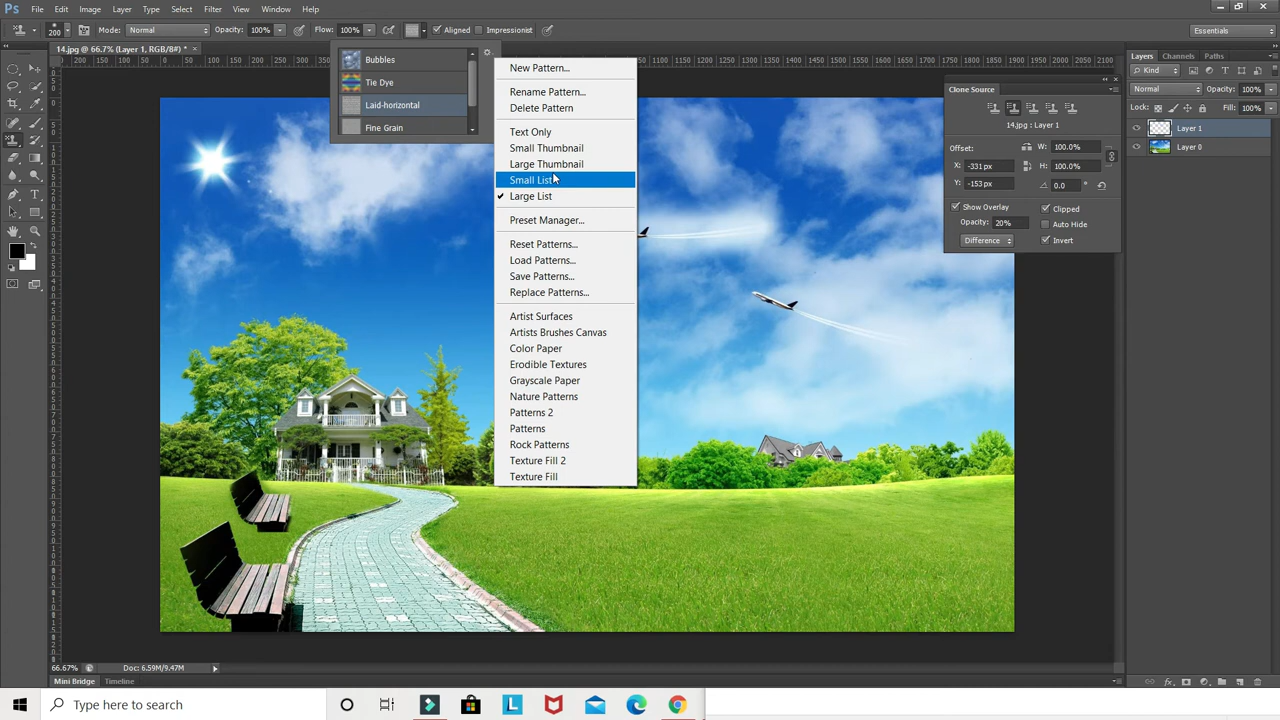 Ps File Edit Image Layer Type Select Filter View Window Help
200 Mode: Normal Opacity: 100% Flow: 100% Aligned Impressionist Essentials
14.jpg @ 66.7% (Layer 1, RGB/8#) * ×
Bubbles
Tie Dye
Laid-horizontal
Fine Grain
New Pattern...
Rename Pattern...
Delete Pattern
Text Only
Small Thumbnail
Large Thumbnail
Small List
Large List
Preset Manager...
Reset Patterns...
Load Patterns...
Save Patterns...
Replace Patterns...
Artist Surfaces
Artists Brushes Canvas
Color Paper
Erodible Textures
Grayscale Paper
Nature Patterns
Patterns 2
Patterns
Rock Patterns
Texture Fill 2
Texture Fill
Clone Source
14.jpg : Layer 1
Offset: W: 100.0%
X: -331 px H: 100.0%
Y: -153 px 0.0 °
Show Overlay Clipped
Opacity: 20% Auto Hide
Difference Invert
Layers Channels Paths
Kind
Normal Opacity: 100%
Lock: Fill: 100%
Layer 1
Layer 0
66.67% Doc: 6.59M/9.47M
Mini Bridge Timeline
Type here to search